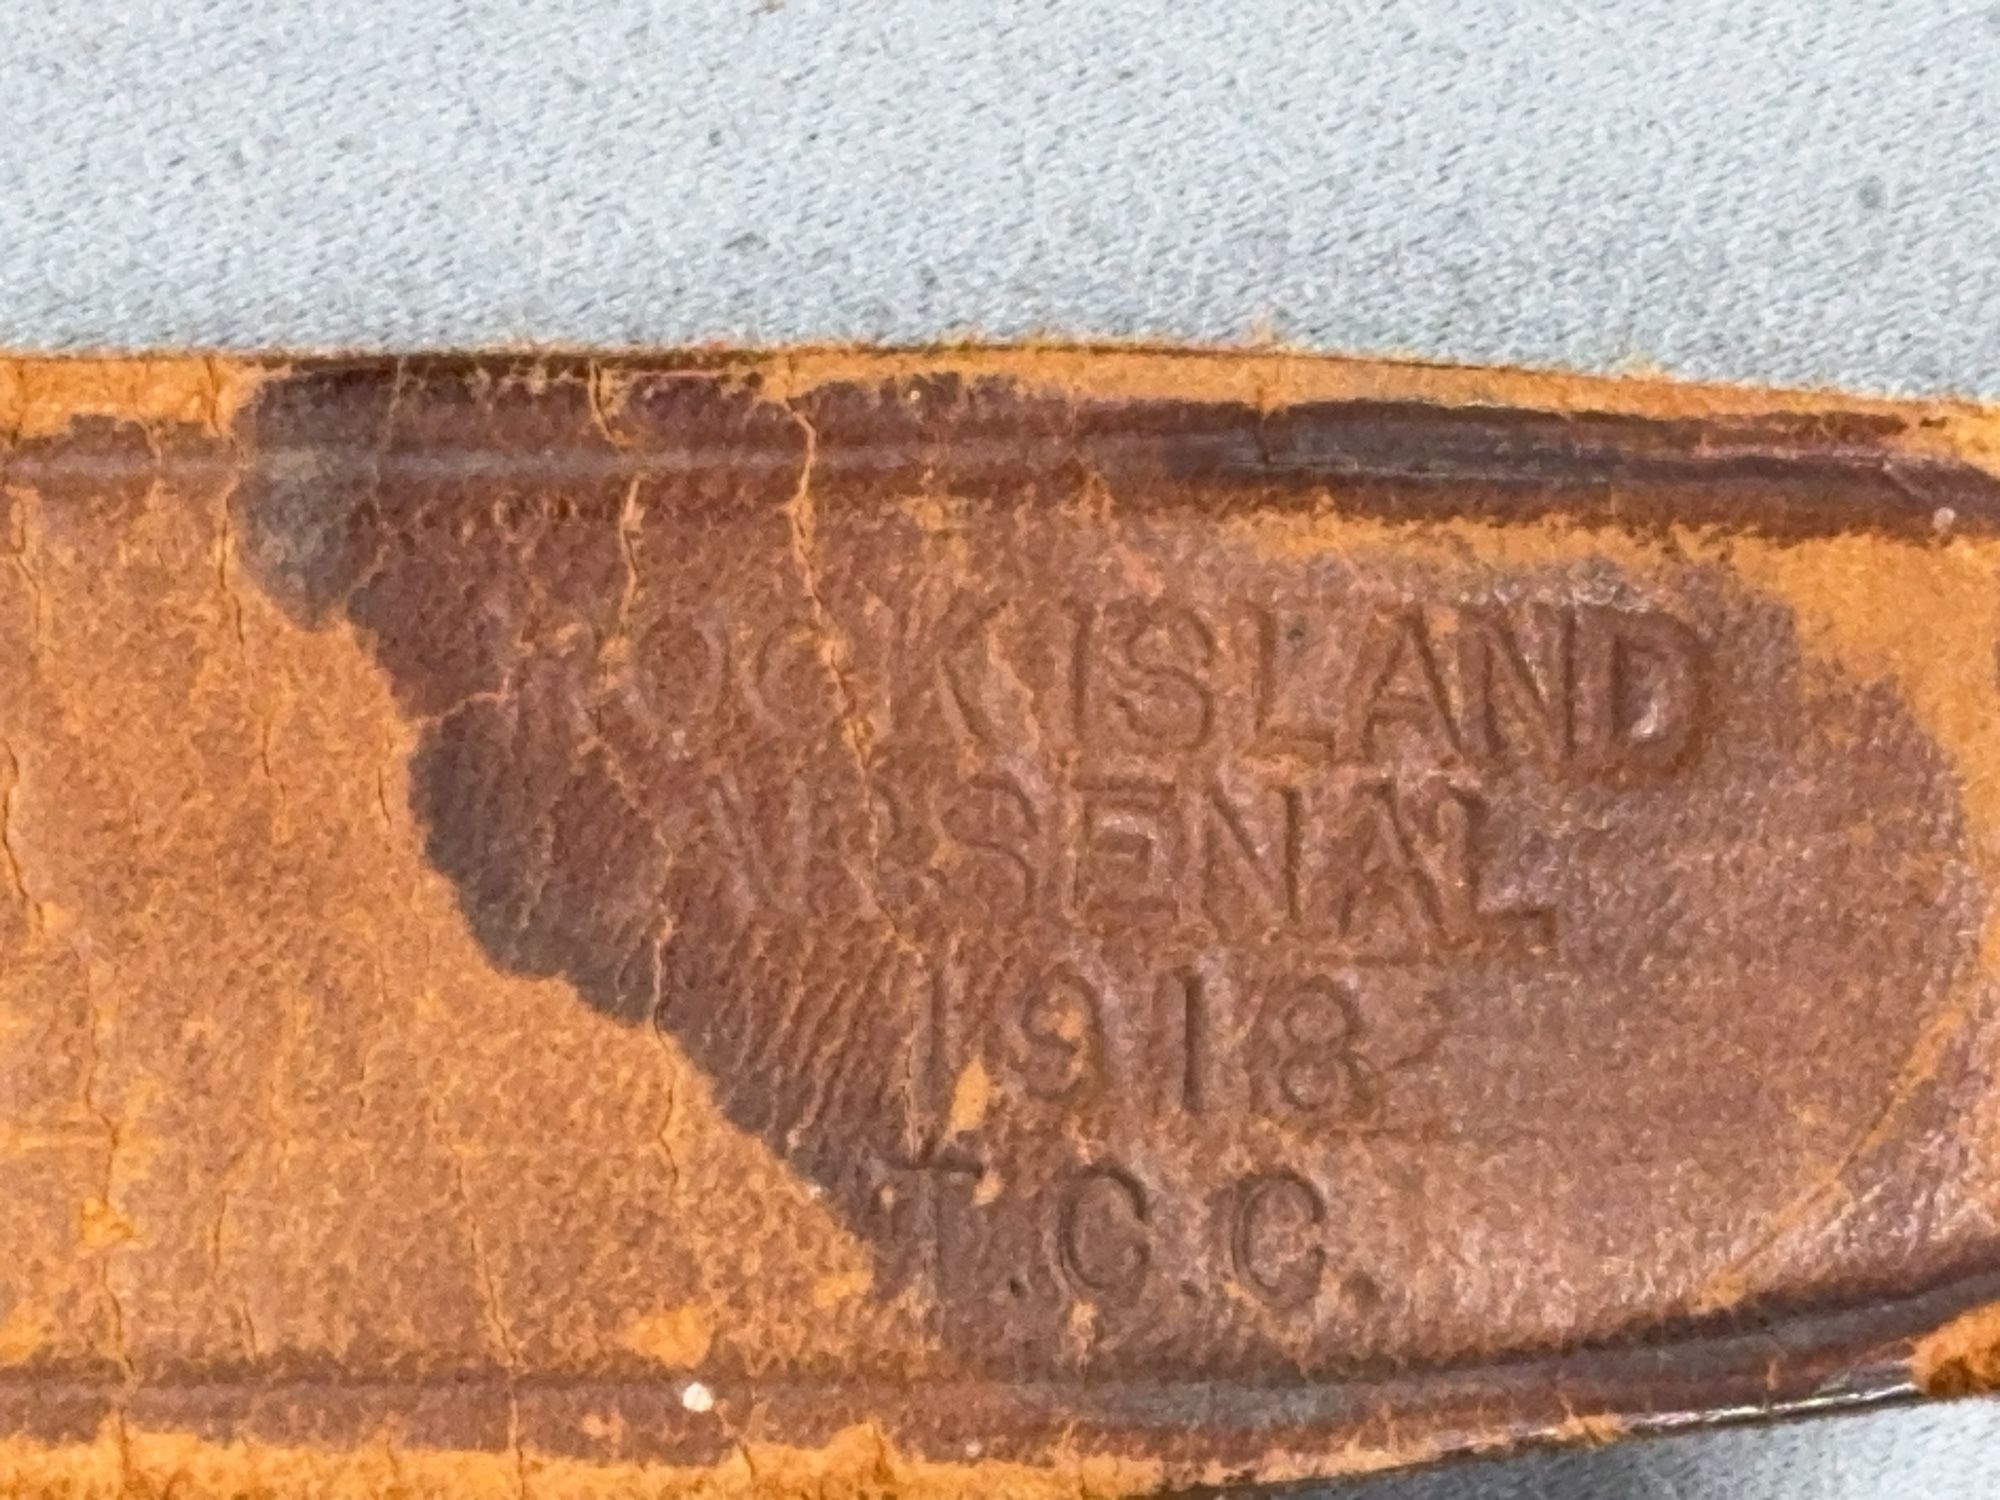 ROCK ISLAND
ARSENAL
1918
T.C.C.